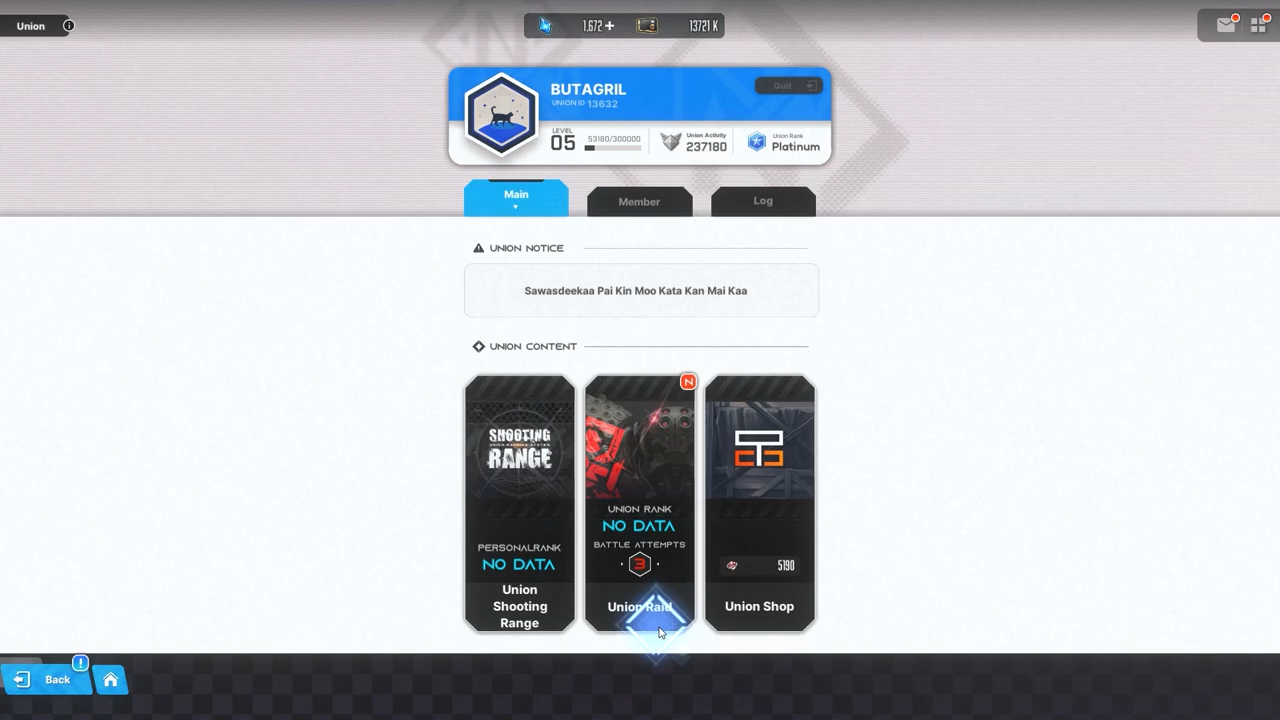 Union
1,672 +
13721 K
BUTAGRIL
UNION ID 13632
Quit
LEVEL
05
53180/300000
Union Activity
237180
Union Rank
Platinum
Main
Member
Log
UNION NOTICE
Sawasdeekaa Pai Kin Moo Kata Kan Mai Kaa
UNION CONTENT
SHOOTING
RANGE
PERSONALRANK
NO DATA
Union
Shooting
Range
N
UNION RANK
NO DATA
BATTLE ATTEMPTS
3
Union Raid
5190
Union Shop
Back